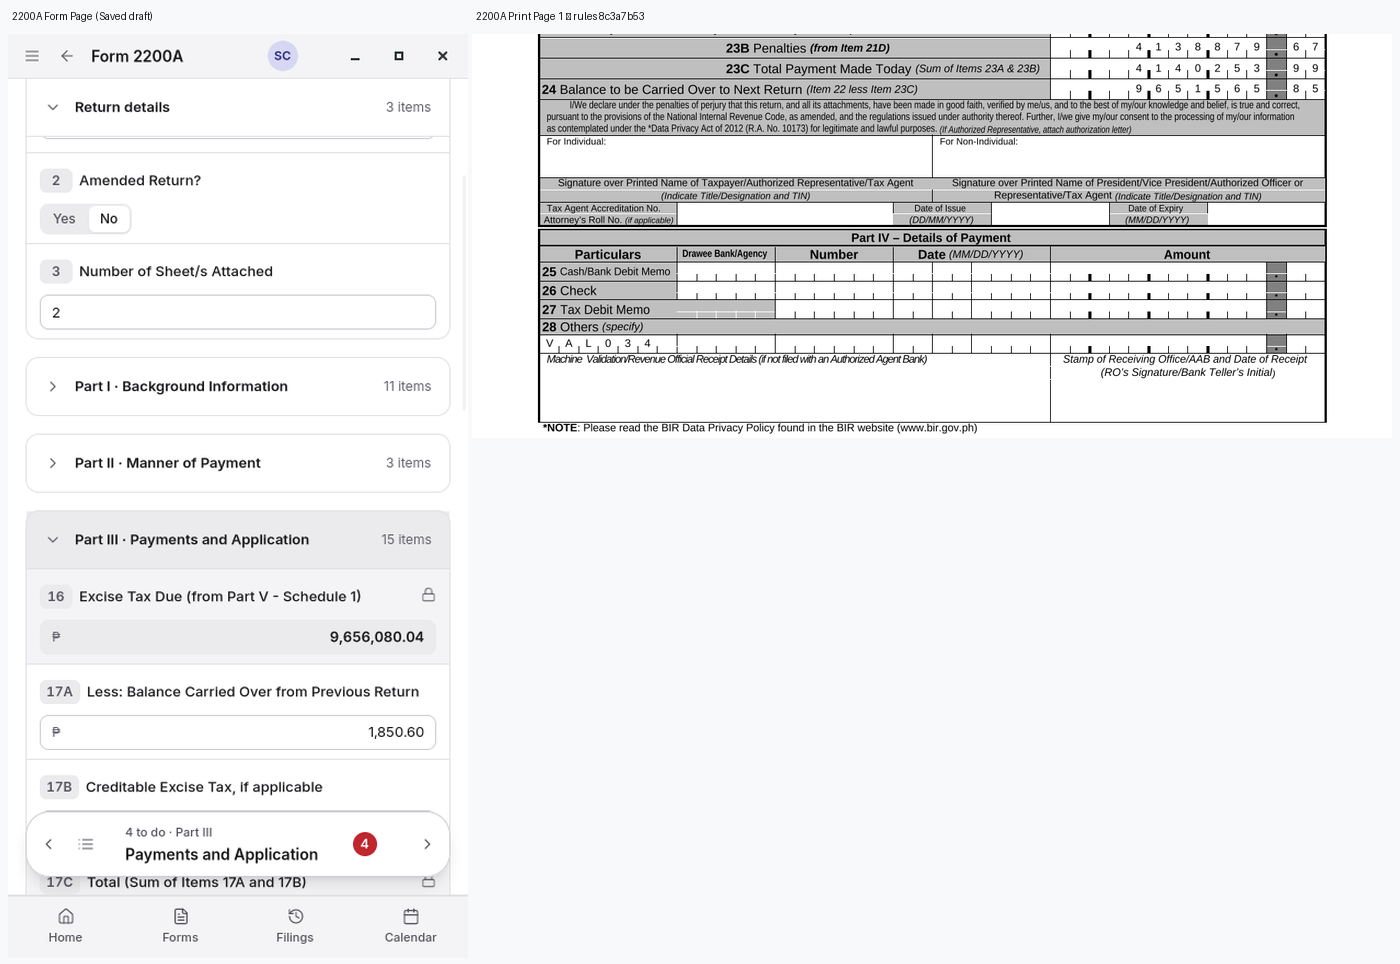 2200A Form Page (Saved draft)
2200A Print Page 1 rules8c3a7b53
Form 2200A
SC
Return details
3 items
2 Amended Return?
Yes No
3 Number of Sheet/s Attached
2
Part I · Background Information
11 items
Part II · Manner of Payment
3 items
Part III · Payments and Application
15 items
16 Excise Tax Due (from Part V - Schedule 1)
₱ 9,656,080.04
17A Less: Balance Carried Over from Previous Return
₱ 1,850.60
17B Creditable Excise Tax, if applicable
4 to do · Part III
Payments and Application
4
17C Total (Sum of Items 17A and 17B)
Home Forms Filings Calendar
23B Penalties (from Item 21D) 4 1 3 8 8 7 9 . 6 7
23C Total Payment Made Today (Sum of Items 23A & 23B) 4 1 4 0 2 5 3 . 9 9
24 Balance to be Carried Over to Next Return (Item 22 less Item 23C) 9 6 5 1 5 6 5 . 8 5
I/We declare under the penalties of perjury that this return, and all its attachments, have been made in good faith, verified by me/us, and to the best of my/our knowledge and belief, is true and correct,
pursuant to the provisions of the National Internal Revenue Code, as amended, and the regulations issued under authority thereof. Further, I/we give my/our consent to the processing of my/our information
as contemplated under the *Data Privacy Act of 2012 (R.A. No. 10173) for legitimate and lawful purposes. (If Authorized Representative, attach authorization letter)
For Individual:
For Non-Individual:
Signature over Printed Name of Taxpayer/Authorized Representative/Tax Agent
(Indicate Title/Designation and TIN)
Signature over Printed Name of President/Vice President/Authorized Officer or
Representative/Tax Agent (Indicate Title/Designation and TIN)
Tax Agent Accreditation No.
Attorney's Roll No. (if applicable)
Date of Issue
(DD/MM/YYYY)
Date of Expiry
(MM/DD/YYYY)
Part IV – Details of Payment
Particulars Drawee Bank/Agency Number Date (MM/DD/YYYY) Amount
25 Cash/Bank Debit Memo
26 Check
27 Tax Debit Memo
28 Others (specify)
V A L 0 3 4
Machine Validation/Revenue Official Receipt Details (if not filed with an Authorized Agent Bank)
Stamp of Receiving Office/AAB and Date of Receipt
(RO's Signature/Bank Teller's Initial)
*NOTE: Please read the BIR Data Privacy Policy found in the BIR website (www.bir.gov.ph)